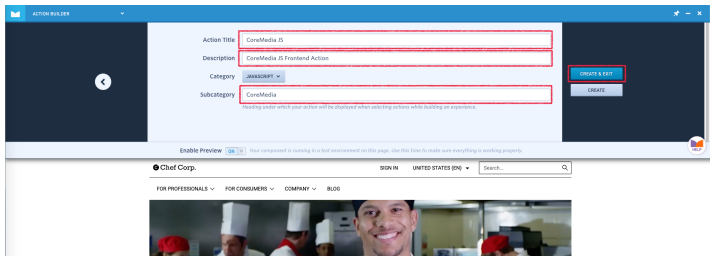 ACTION BUILDER
Action Title CoreMedia JS
Description CoreMedia JS Frontend Action
Category JAVASCRIPT
Subcategory CoreMedia
Heading under which your action will be displayed when selecting actions while building an experience.
CREATE & EXIT
CREATE
Enable Preview ON Your component is running in a test environment on this page. Use this time to make sure everything is working properly.
HELP
Chef Corp. SIGN IN UNITED STATES (EN) Search...
FOR PROFESSIONALS FOR CONSUMERS COMPANY BLOG